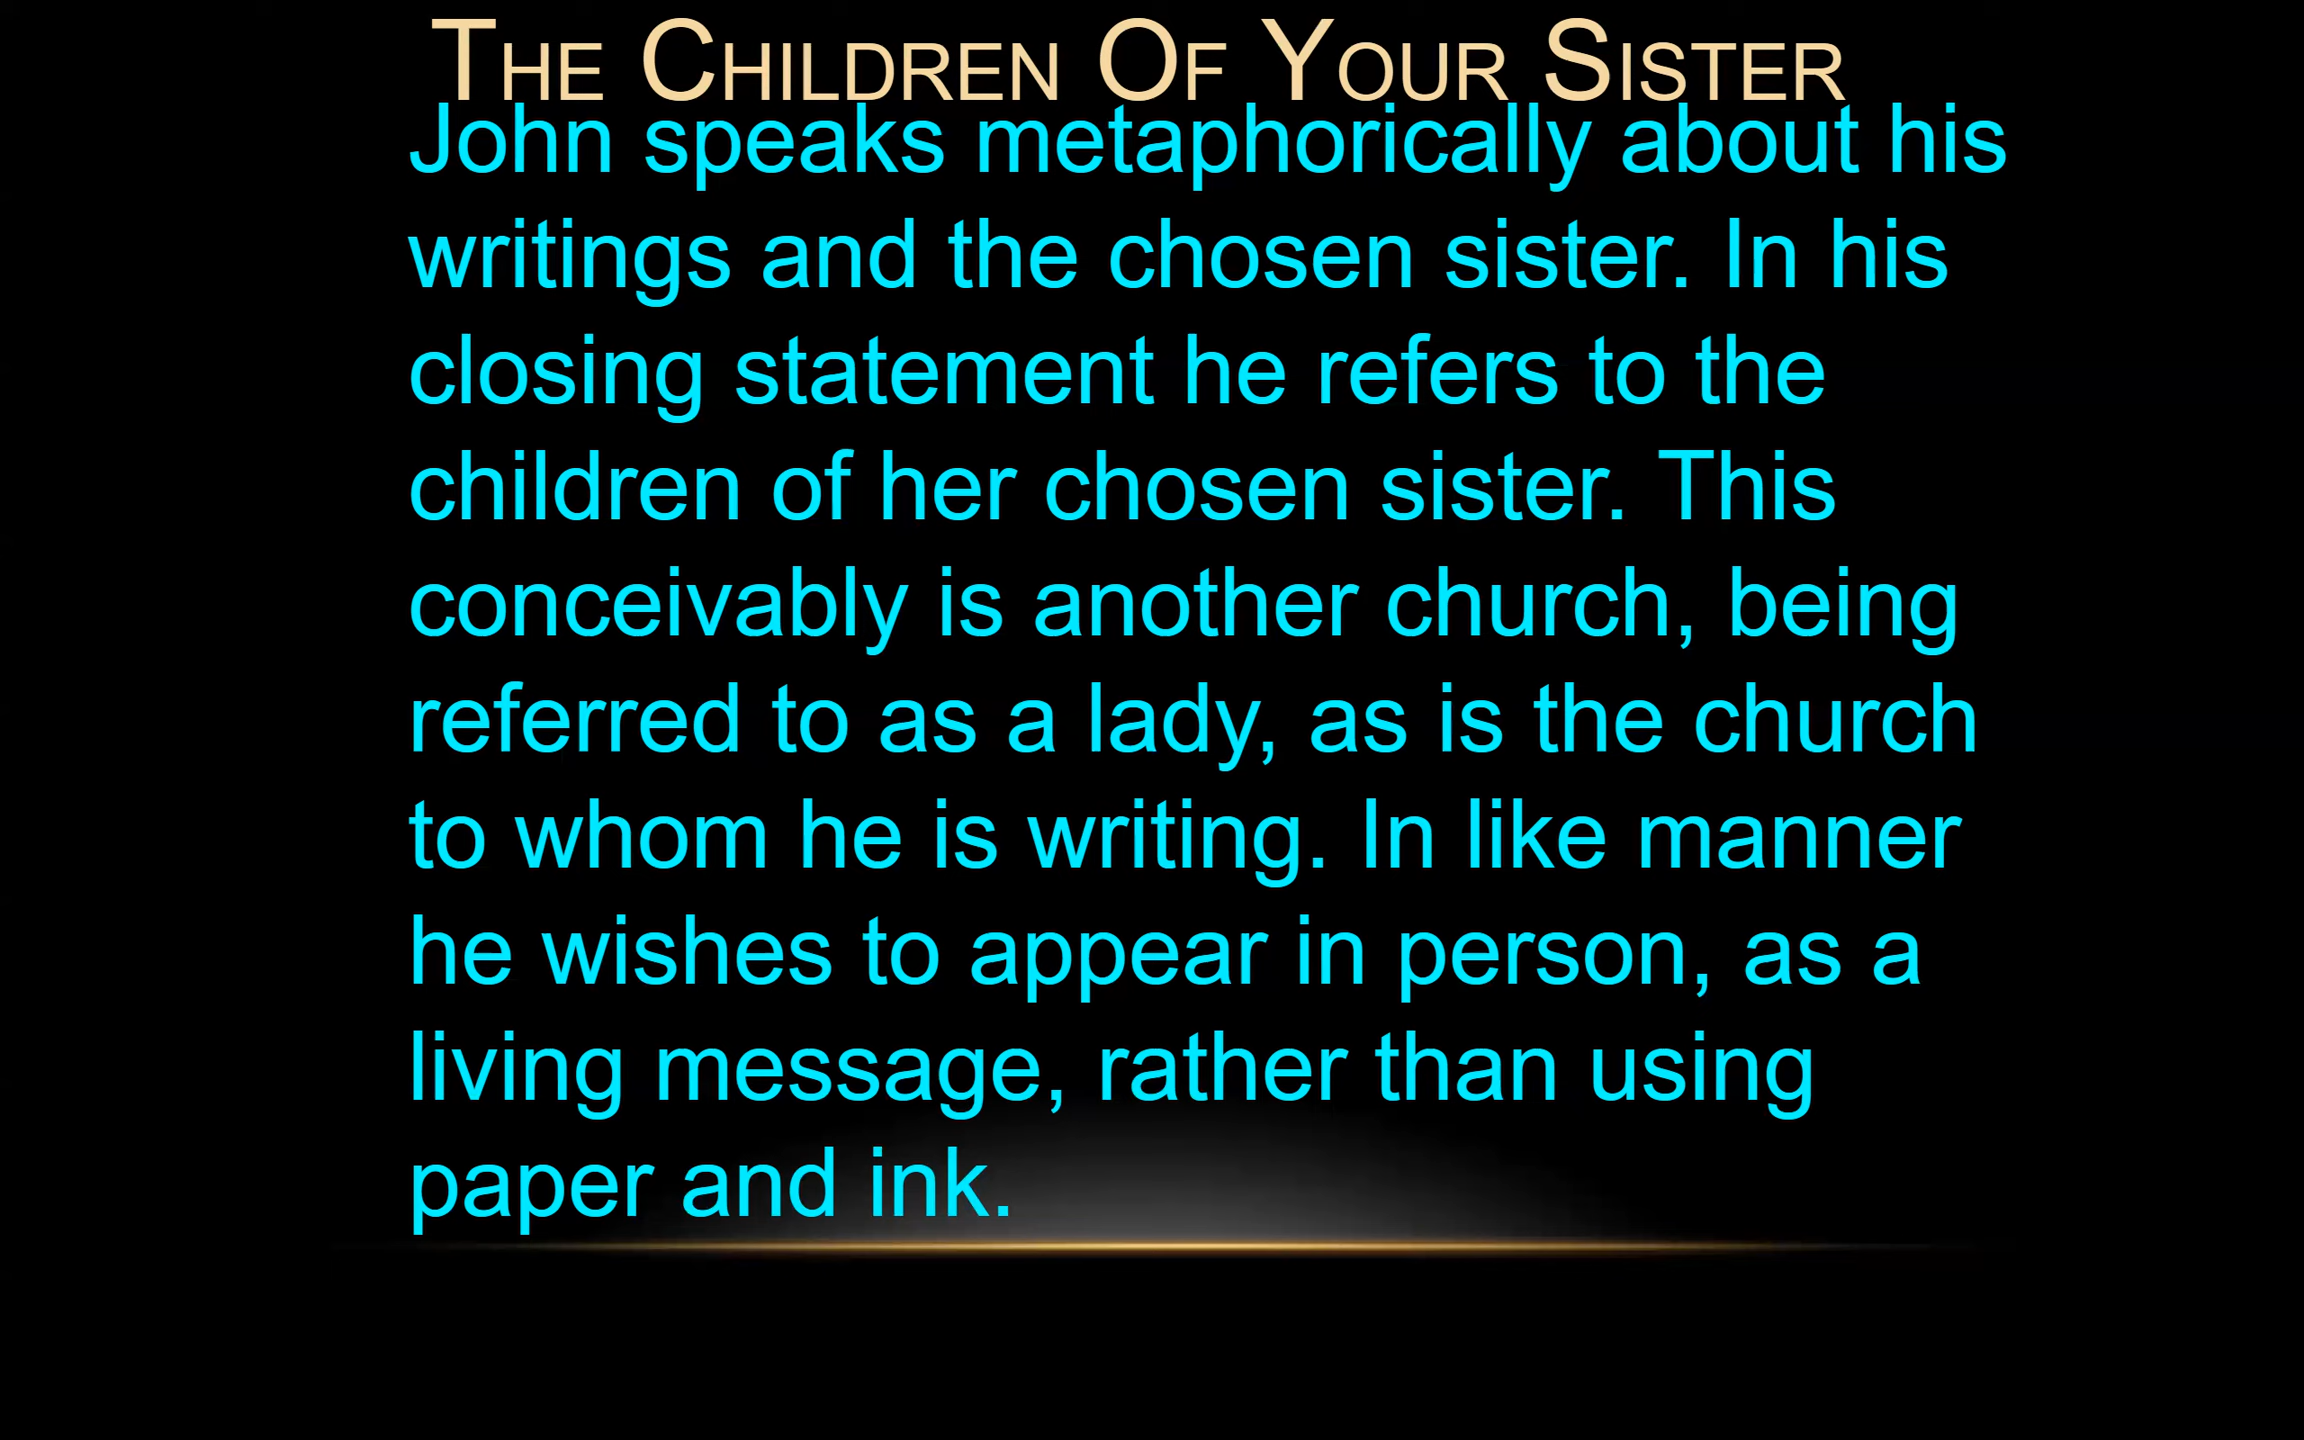 The Children Of Your Sister
John speaks metaphorically about his
writings and the chosen sister. In his
closing statement he refers to the
children of her chosen sister. This
conceivably is another church, being
referred to as a lady, as is the church
to whom he is writing. In like manner
he wishes to appear in person, as a
living message, rather than using
paper and ink.